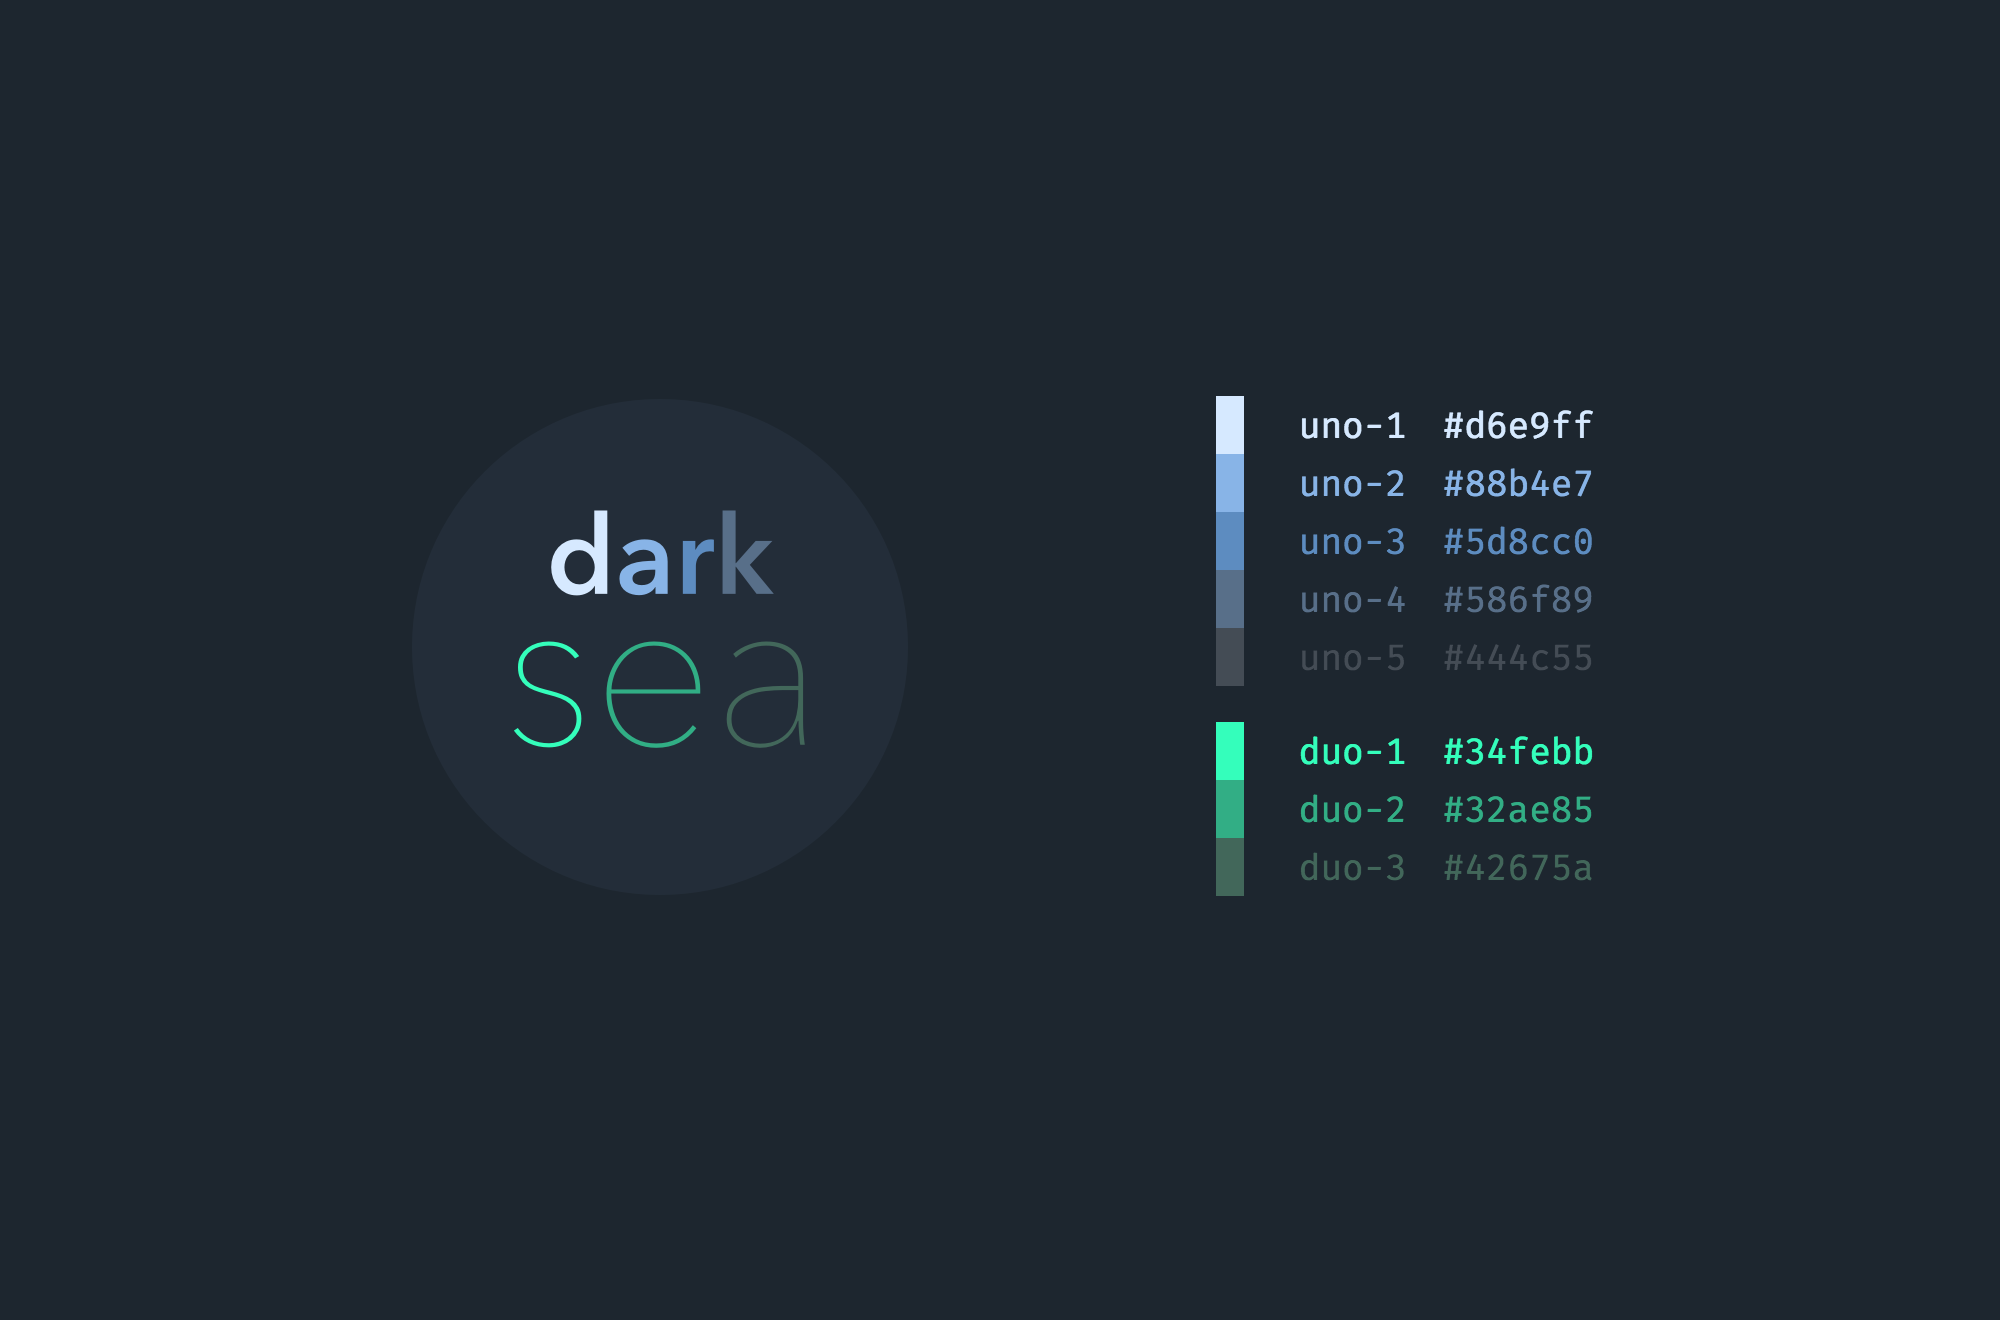 dark
sea
uno-1 #d6e9ff
uno-2 #88b4e7
uno-3 #5d8cc0
uno-4 #586f89
uno-5 #444c55
duo-1 #34febb
duo-2 #32ae85
duo-3 #42675a